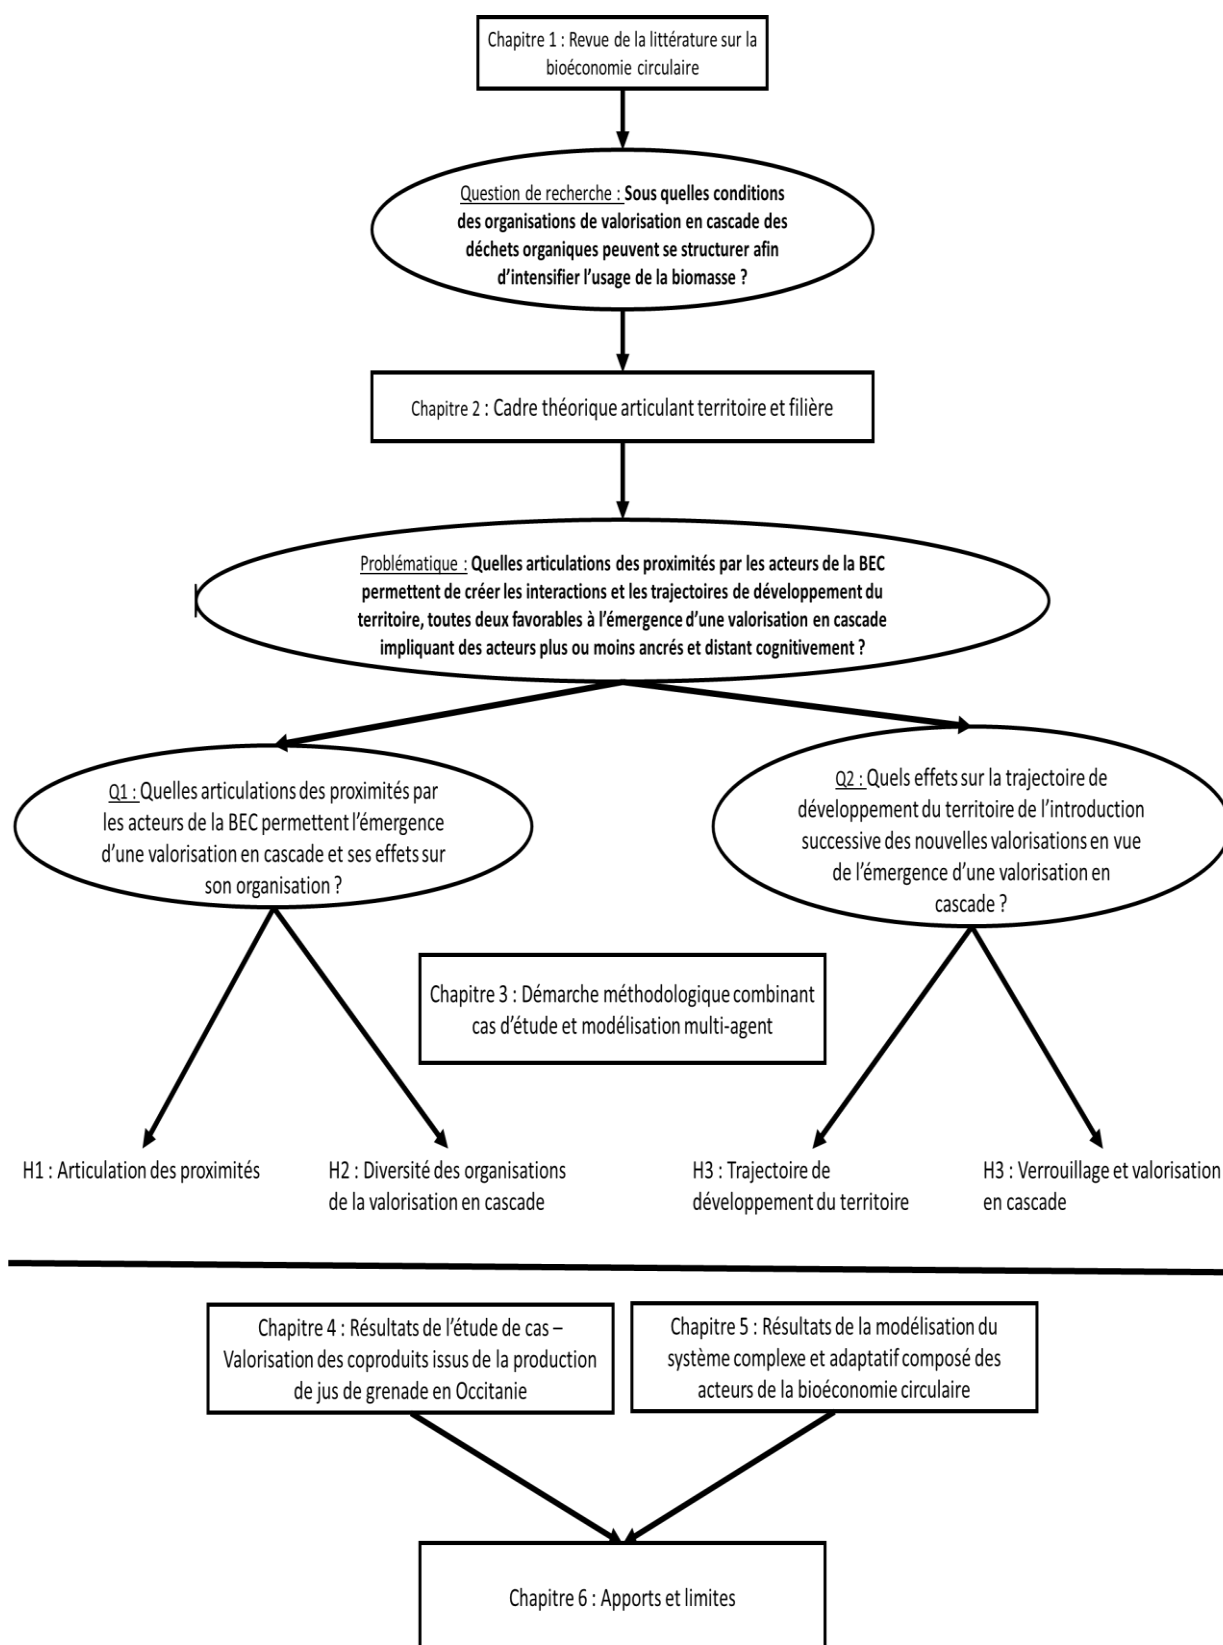 Chapitre 1 : Revue de la littérature sur la
bioéconomie circulaire
Question de recherche : Sous quelles conditions
des organisations de valorisation en cascade des
déchets organiques peuvent se structurer afin
d’intensifier l’usage de la biomasse ?
Chapitre 2 : Cadre théorique articulant territoire et filière
Problématique : Quelles articulations des proximités par les acteurs de la BEC
permettent de créer les interactions et les trajectoires de développement du
territoire, toutes deux favorables à l’émergence d’une valorisation en cascade
impliquant des acteurs plus ou moins ancrés et distant cognitivement ?
Q1 : Quelles articulations des proximités par
les acteurs de la BEC permettent l’émergence
d’une valorisation en cascade et ses effets sur
son organisation ?
Q2 : Quels effets sur la trajectoire de
développement du territoire de l’introduction
successive des nouvelles valorisations en vue
de l’émergence d’une valorisation en
cascade ?
Chapitre 3 : Démarche méthodologique combinant
cas d’étude et modélisation multi-agent
H1 : Articulation des proximités
H2 : Diversité des organisations
de la valorisation en cascade
H3 : Trajectoire de
développement du territoire
H3 : Verrouillage et valorisation
en cascade
Chapitre 4 : Résultats de l’étude de cas –
Valorisation des coproduits issus de la production
de jus de grenade en Occitanie
Chapitre 5 : Résultats de la modélisation du
système complexe et adaptatif composé des
acteurs de la bioéconomie circulaire
Chapitre 6 : Apports et limites